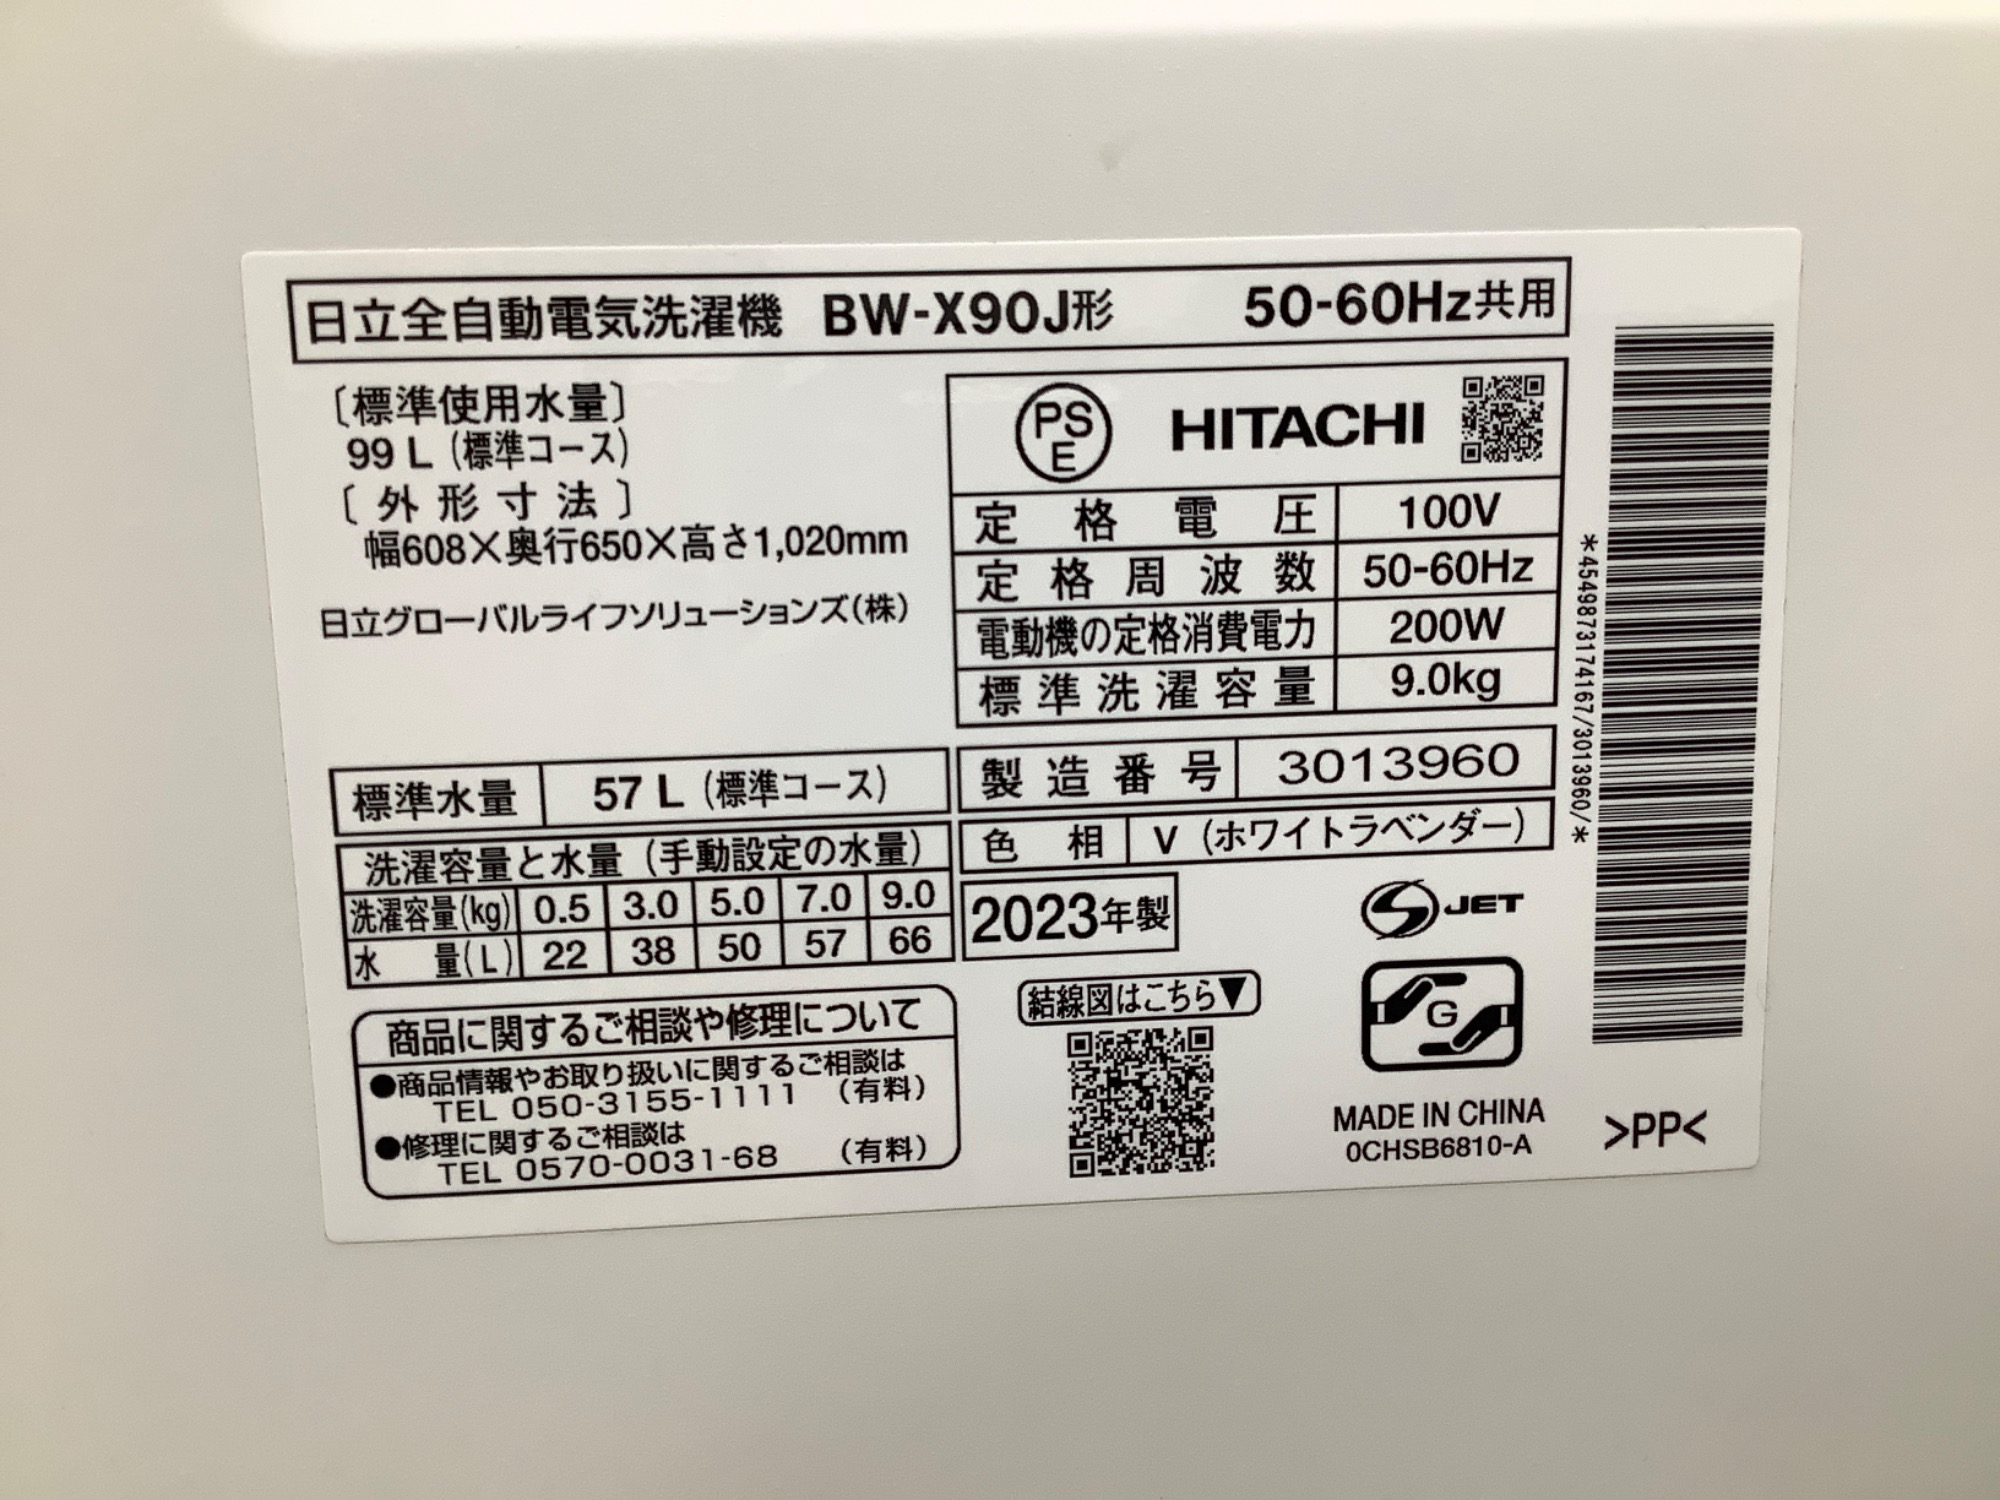 日立全自動電気洗濯機 BW-X90J形 50-60Hz共用
〔標準使用水量〕
99 L (標準コース)
〔外形寸法〕
幅608×奥行650×高さ1,020mm
日立グローバルライフソリューションズ(株)
PS
E
HITACHI
定格電圧 100V
定格周波数 50-60Hz
電動機の定格消費電力 200W
標準洗濯容量 9.0kg
標準水量 57 L (標準コース)
製造番号 3013960
色相 V (ホワイトラベンダー)
洗濯容量と水量 (手動設定の水量)
洗濯容量(kg) 0.5 3.0 5.0 7.0 9.0
水量(L) 22 38 50 57 66
2023年製
JET
G
商品に関するご相談や修理について
●商品情報やお取り扱いに関するご相談は
TEL 050-3155-1111 (有料)
●修理に関するご相談は
TEL 0570-0031-68 (有料)
結線図はこちら▼
MADE IN CHINA
0CHSB6810-A
>PP<
*4549873174167/3013960/*